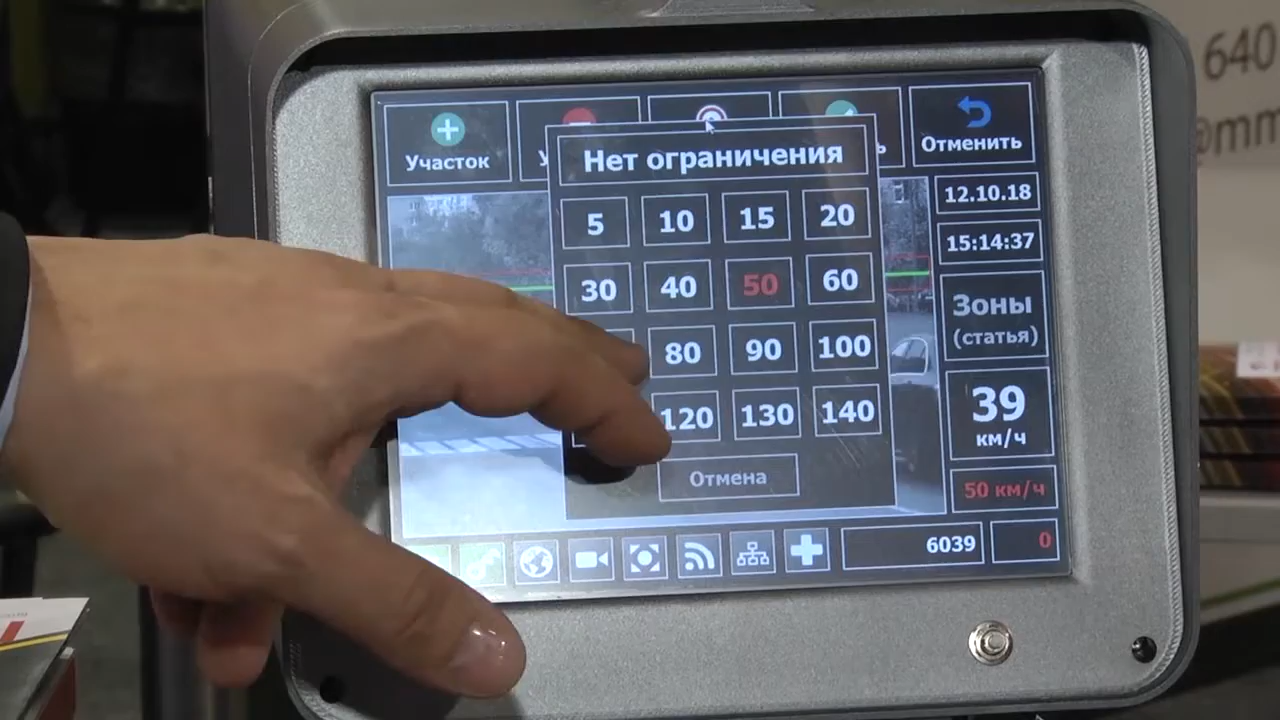 640
@mm
Участок
Отменить
Нет ограничения
12.10.18
5 10 15 20
15:14:37
30 40 50 60
Зоны
(статья)
80 90 100
39
км/ч
120 130 140
Отмена
50 км/ч
6039
0